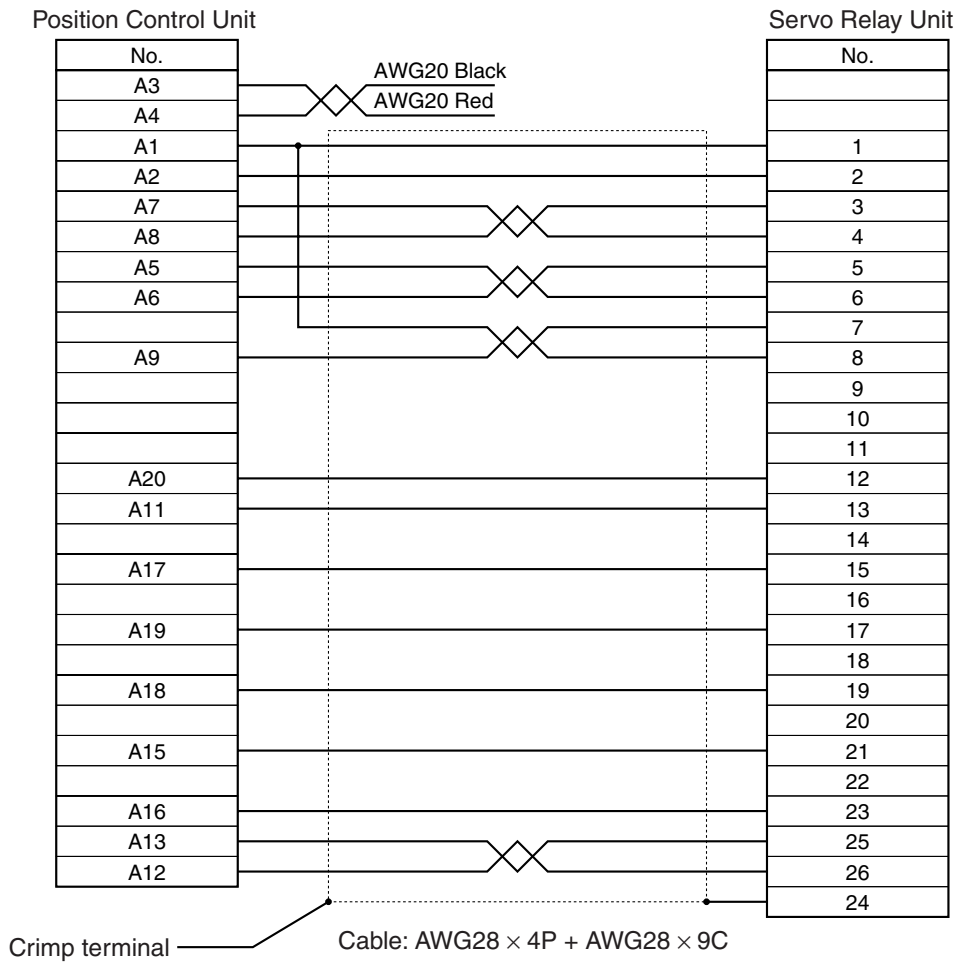 Position Control Unit Servo Relay Unit
No. No.
AWG20 Black
A3
AWG20 Red
A4
A1 1
A2 2
A7 3
A8 4
A5 5
A6 6
7
A9 8
9
10
11
A20 12
A11 13
14
A17 15
16
A19 17
18
A18 19
20
A15 21
22
A16 23
A13 25
A12 26
24
Crimp terminal
Cable: AWG28 × 4P + AWG28 × 9C